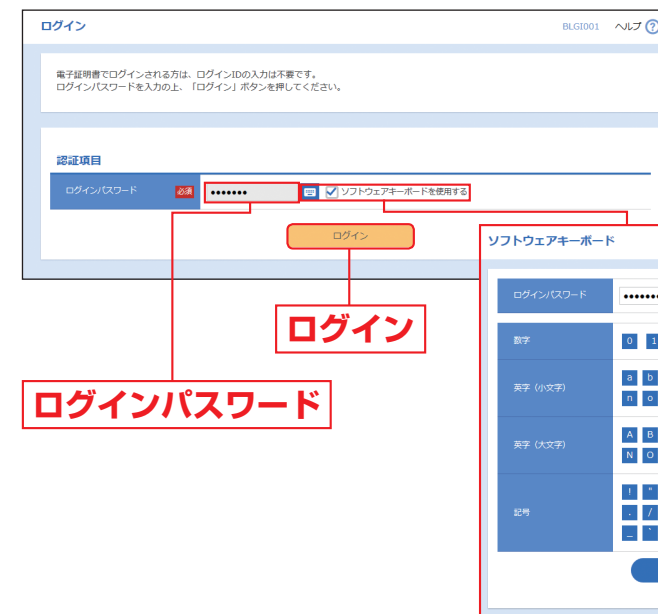 ログイン
BLGI001 ヘルプ ?
電子証明書でログインされる方は、ログインIDの入力は不要です。
ログインパスワードを入力の上、「ログイン」ボタンを押してください。
認証項目
ログインパスワード 必須 ●●●●●●● ソフトウェアキーボードを使用する
ログイン
ログイン
ログインパスワード
ソフトウェアキーボード
ログインパスワード ●●●●●●
数字 0 1
英字（小文字） a b
n o
英字（大文字） A B
N O
記号 ! "
. /
_ `